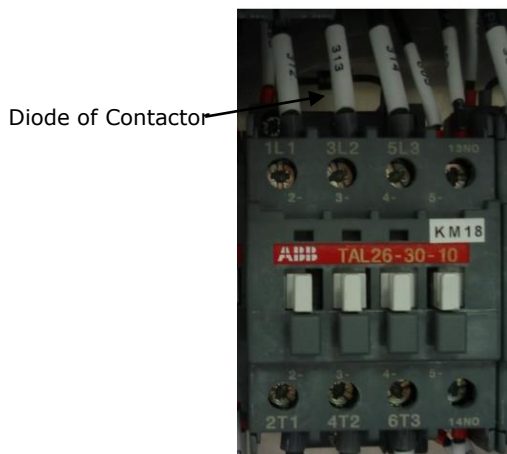 313
Diode of Contactor
1L1 3L2 5L3 13NO
2- 3- 4- 5-
KM18
ABB TAL26-30-10
2- 3- 4- 5-
2T1 4T2 6T3 14NO